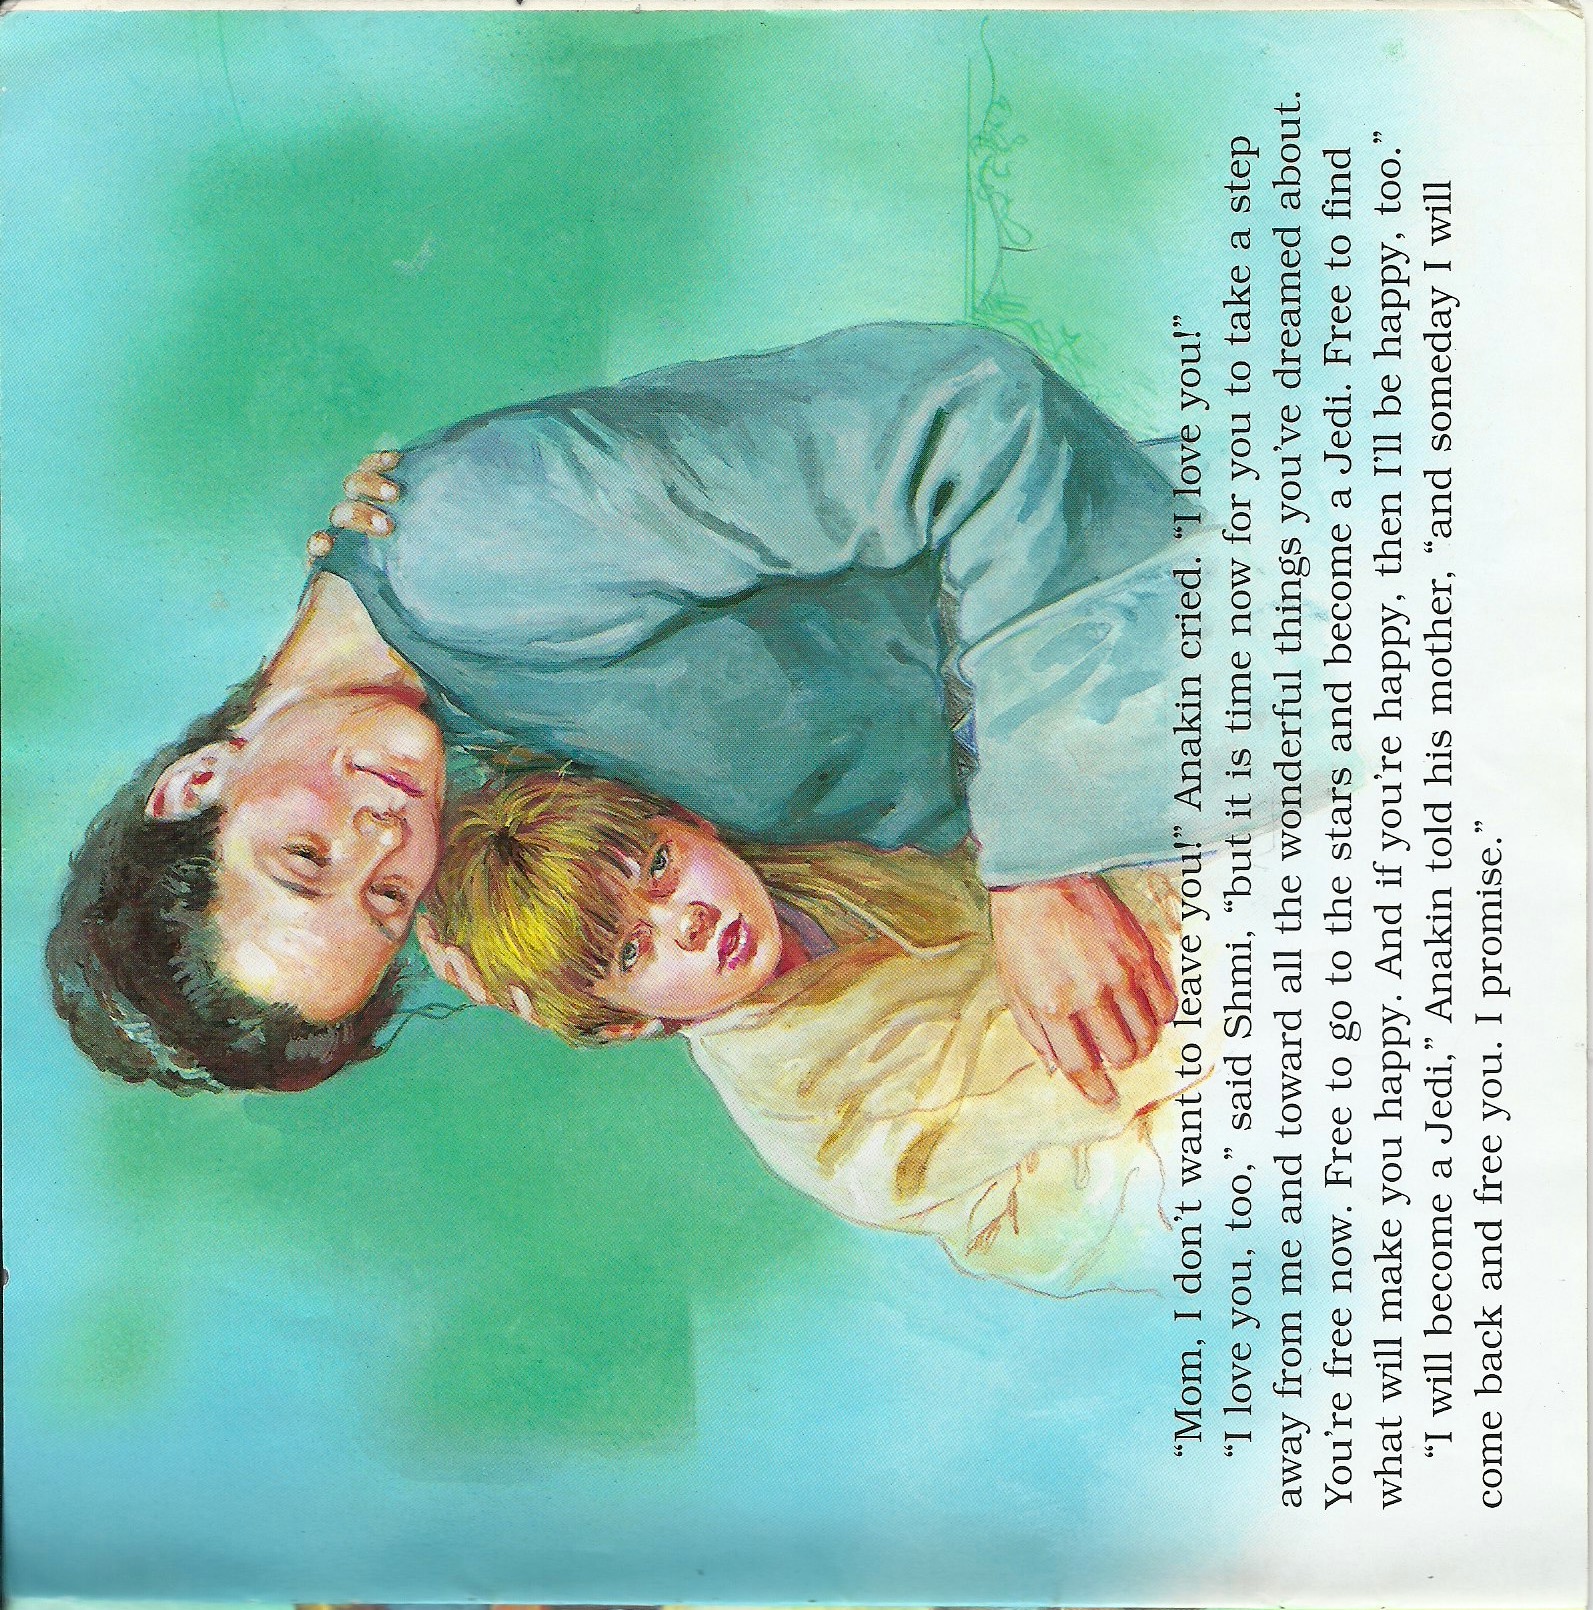 “Mom, I don’t want to leave you!” Anakin cried. “I love you!”
“I love you, too,” said Shmi, “but it is time now for you to take a step
away from me and toward all the wonderful things you’ve dreamed about.
You’re free now. Free to go to the stars and become a Jedi. Free to find
what will make you happy. And if you’re happy, then I’ll be happy, too.”
“I will become a Jedi,” Anakin told his mother, “and someday I will
come back and free you. I promise.”